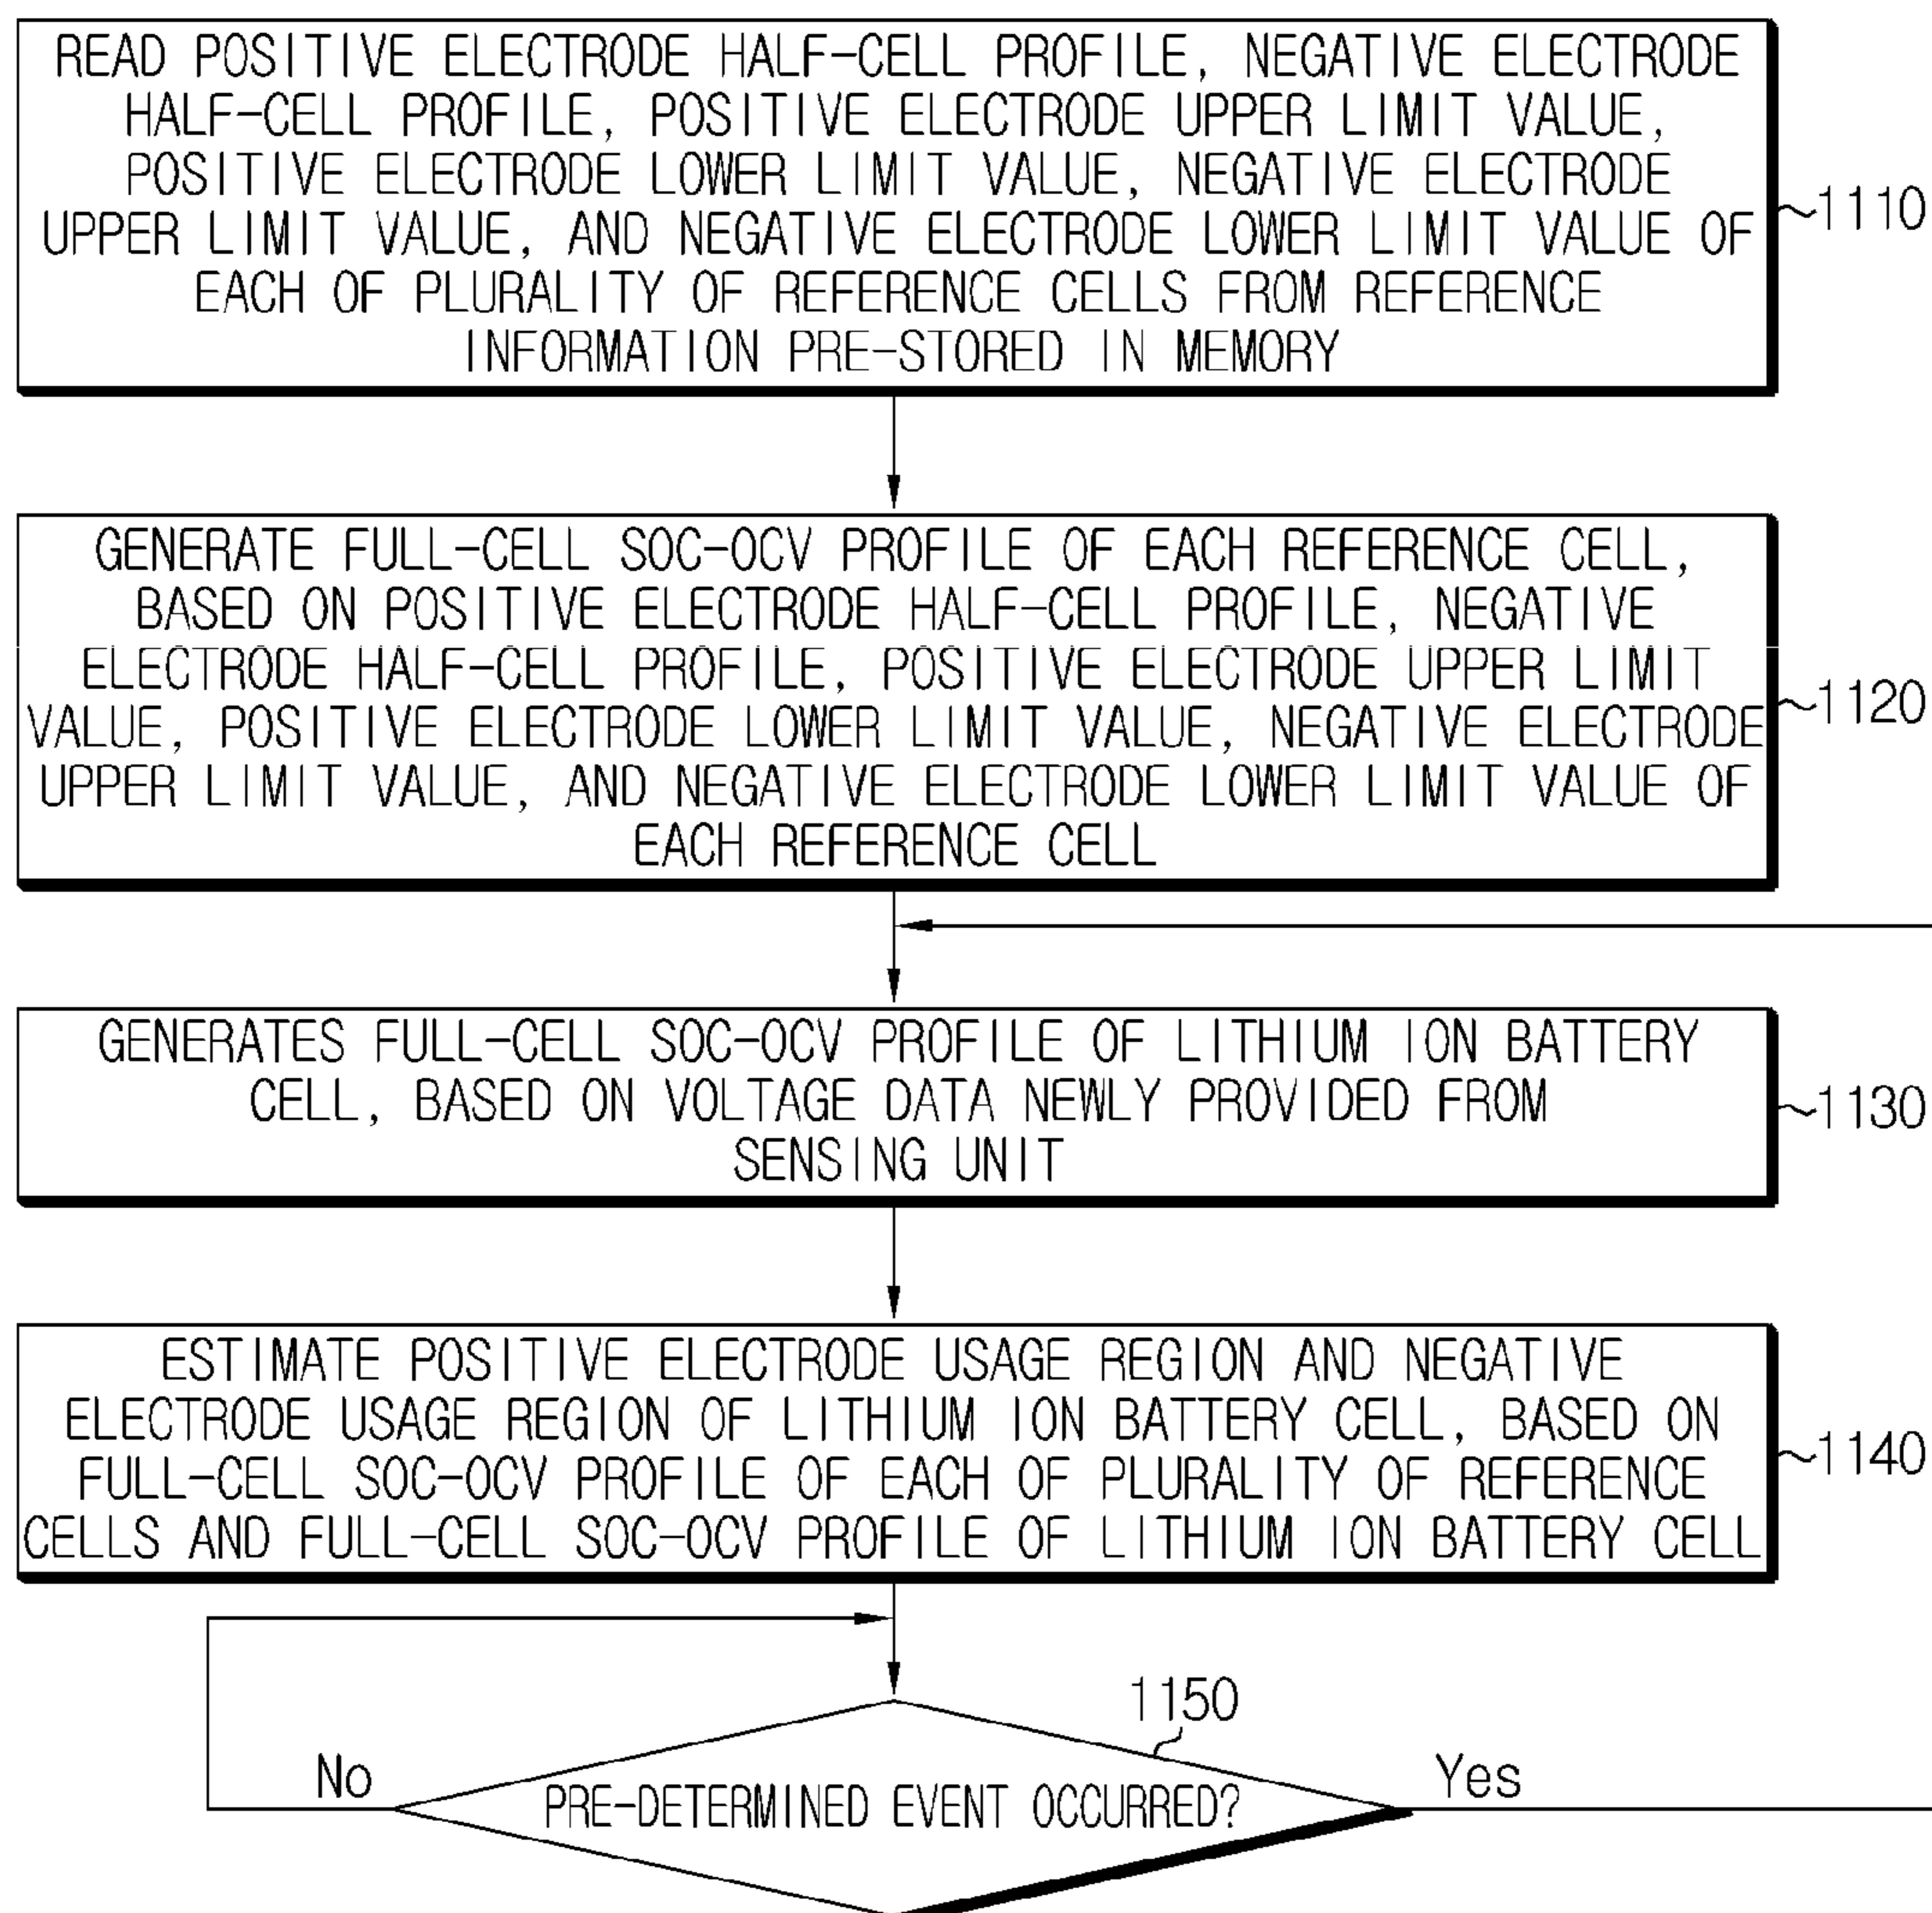 READ POSITIVE ELECTRODE HALF-CELL PROFILE, NEGATIVE ELECTRODE
HALF-CELL PROFILE, POSITIVE ELECTRODE UPPER LIMIT VALUE,
POSITIVE ELECTRODE LOWER LIMIT VALUE, NEGATIVE ELECTRODE
UPPER LIMIT VALUE, AND NEGATIVE ELECTRODE LOWER LIMIT VALUE OF
EACH OF PLURALITY OF REFERENCE CELLS FROM REFERENCE
INFORMATION PRE-STORED IN MEMORY
1110
GENERATE FULL-CELL SOC-OCV PROFILE OF EACH REFERENCE CELL,
BASED ON POSITIVE ELECTRODE HALF-CELL PROFILE, NEGATIVE
ELECTRODE HALF-CELL PROFILE, POSITIVE ELECTRODE UPPER LIMIT
VALUE, POSITIVE ELECTRODE LOWER LIMIT VALUE, NEGATIVE ELECTRODE
UPPER LIMIT VALUE, AND NEGATIVE ELECTRODE LOWER LIMIT VALUE OF
EACH REFERENCE CELL
1120
GENERATES FULL-CELL SOC-OCV PROFILE OF LITHIUM ION BATTERY
CELL, BASED ON VOLTAGE DATA NEWLY PROVIDED FROM
SENSING UNIT
1130
ESTIMATE POSITIVE ELECTRODE USAGE REGION AND NEGATIVE
ELECTRODE USAGE REGION OF LITHIUM ION BATTERY CELL, BASED ON
FULL-CELL SOC-OCV PROFILE OF EACH OF PLURALITY OF REFERENCE
CELLS AND FULL-CELL SOC-OCV PROFILE OF LITHIUM ION BATTERY CELL
1140
1150
No
PRE-DETERMINED EVENT OCCURRED?
Yes